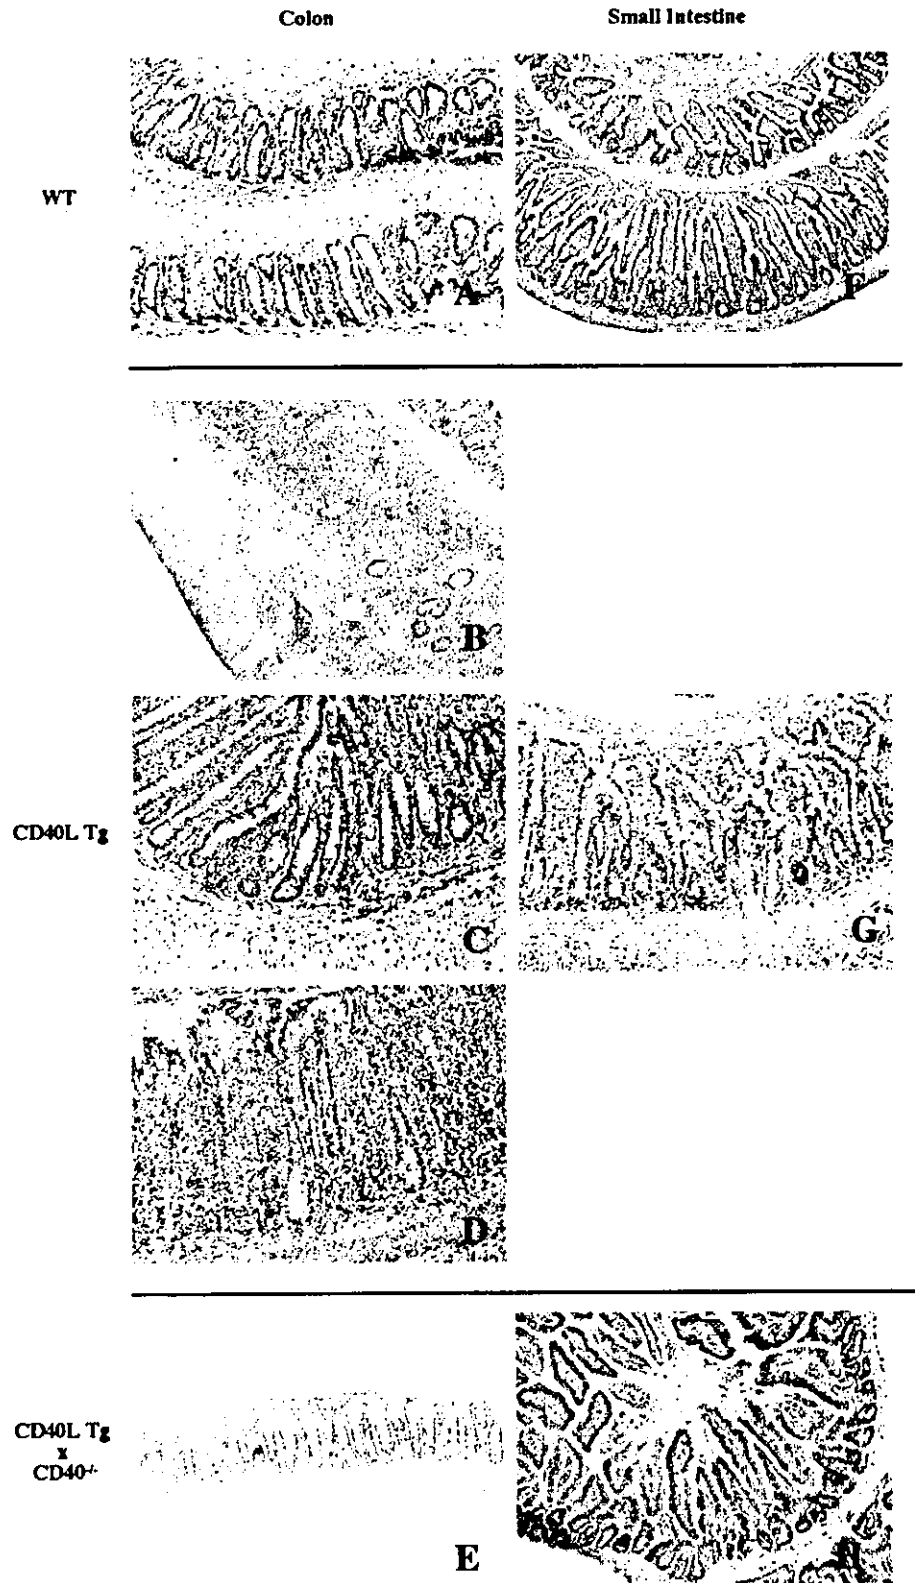 Colon
Small Intestine
WT
A
F
B
CD40L Tg
C
G
D
CD40L Tg
x
CD40-/-
E
H